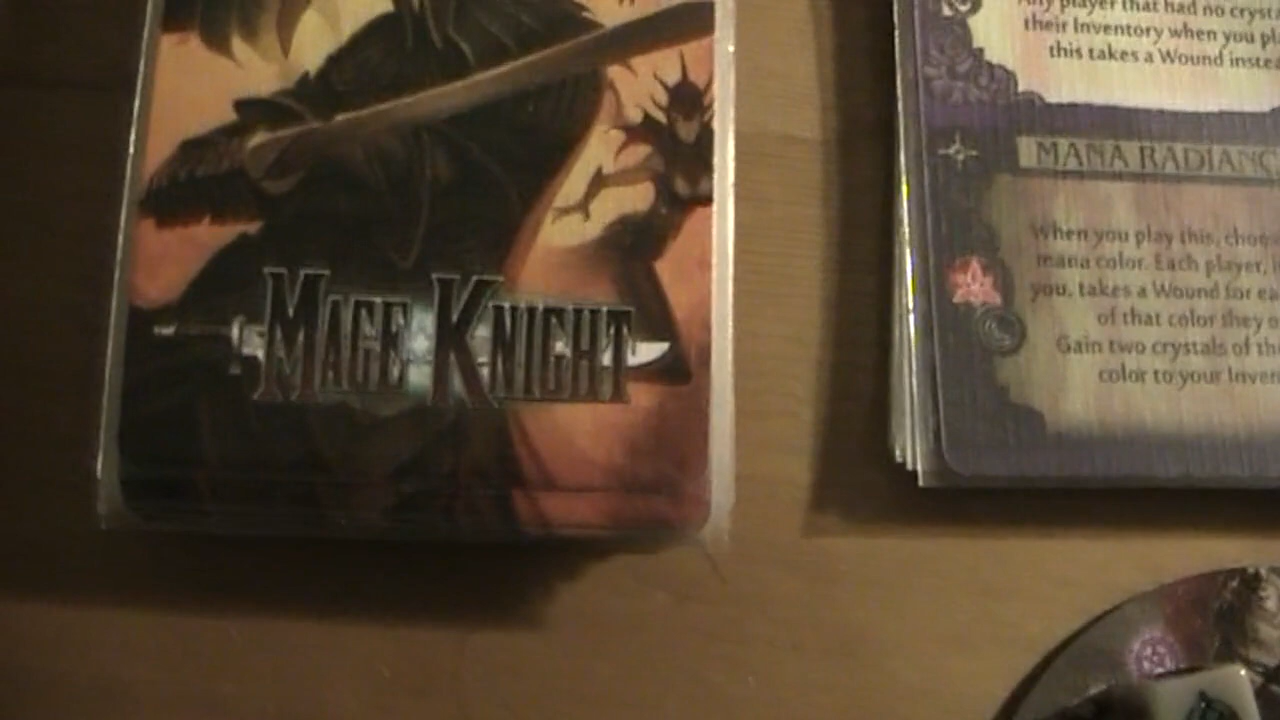 MAGE KNIGHT
Any player that had no crysta
their Inventory when you pl
this takes a Wound instea
MANA RADIANC
When you play this, choo
mana color. Each player, i
you, takes a Wound for ea
of that color they o
Gain two crystals of th
color to your Inven